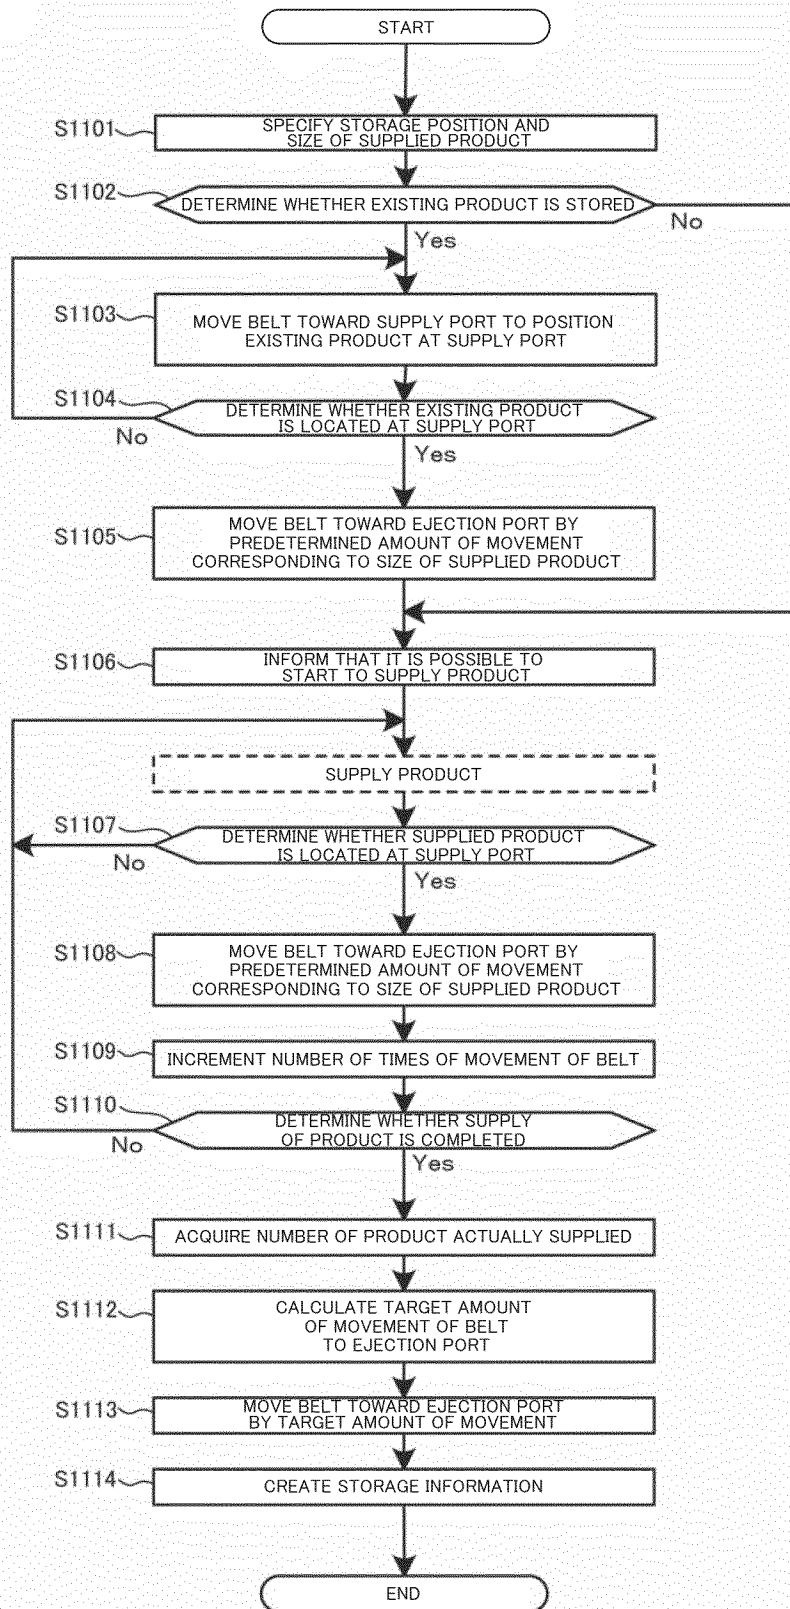 START
S1101
SPECIFY STORAGE POSITION AND
SIZE OF SUPPLIED PRODUCT
S1102
DETERMINE WHETHER EXISTING PRODUCT IS STORED
No
Yes
S1103
MOVE BELT TOWARD SUPPLY PORT TO POSITION
EXISTING PRODUCT AT SUPPLY PORT
S1104
DETERMINE WHETHER EXISTING PRODUCT
IS LOCATED AT SUPPLY PORT
No
Yes
S1105
MOVE BELT TOWARD EJECTION PORT BY
PREDETERMINED AMOUNT OF MOVEMENT
CORRESPONDING TO SIZE OF SUPPLIED PRODUCT
S1106
INFORM THAT IT IS POSSIBLE TO
START TO SUPPLY PRODUCT
SUPPLY PRODUCT
S1107
DETERMINE WHETHER SUPPLIED PRODUCT
IS LOCATED AT SUPPLY PORT
No
Yes
S1108
MOVE BELT TOWARD EJECTION PORT BY
PREDETERMINED AMOUNT OF MOVEMENT
CORRESPONDING TO SIZE OF SUPPLIED PRODUCT
S1109
INCREMENT NUMBER OF TIMES OF MOVEMENT OF BELT
S1110
DETERMINE WHETHER SUPPLY
OF PRODUCT IS COMPLETED
No
Yes
S1111
ACQUIRE NUMBER OF PRODUCT ACTUALLY SUPPLIED
S1112
CALCULATE TARGET AMOUNT
OF MOVEMENT OF BELT
TO EJECTION PORT
S1113
MOVE BELT TOWARD EJECTION PORT
BY TARGET AMOUNT OF MOVEMENT
S1114
CREATE STORAGE INFORMATION
END